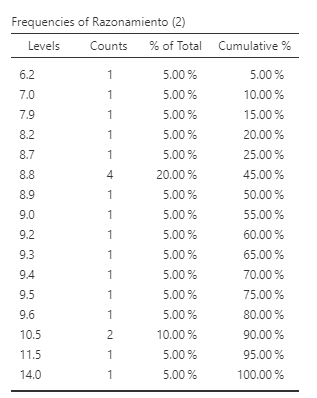 Frequencies of Razonamiento (2)
Levels Counts % of Total Cumulative %
6.2 1 5.00 % 5.00 %
7.0 1 5.00 % 10.00 %
7.9 1 5.00 % 15.00 %
8.2 1 5.00 % 20.00 %
8.7 1 5.00 % 25.00 %
8.8 4 20.00 % 45.00 %
8.9 1 5.00 % 50.00 %
9.0 1 5.00 % 55.00 %
9.2 1 5.00 % 60.00 %
9.3 1 5.00 % 65.00 %
9.4 1 5.00 % 70.00 %
9.5 1 5.00 % 75.00 %
9.6 1 5.00 % 80.00 %
10.5 2 10.00 % 90.00 %
11.5 1 5.00 % 95.00 %
14.0 1 5.00 % 100.00 %